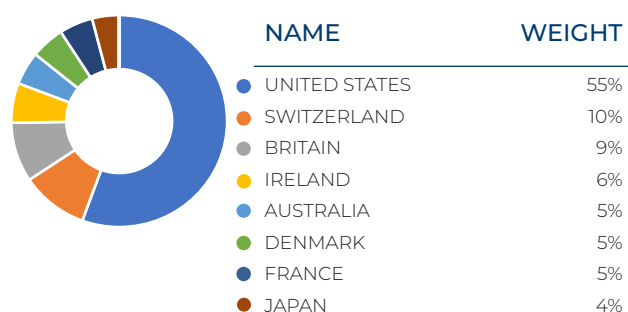 NAME WEIGHT
UNITED STATES 55%
SWITZERLAND 10%
BRITAIN 9%
IRELAND 6%
AUSTRALIA 5%
DENMARK 5%
FRANCE 5%
JAPAN 4%